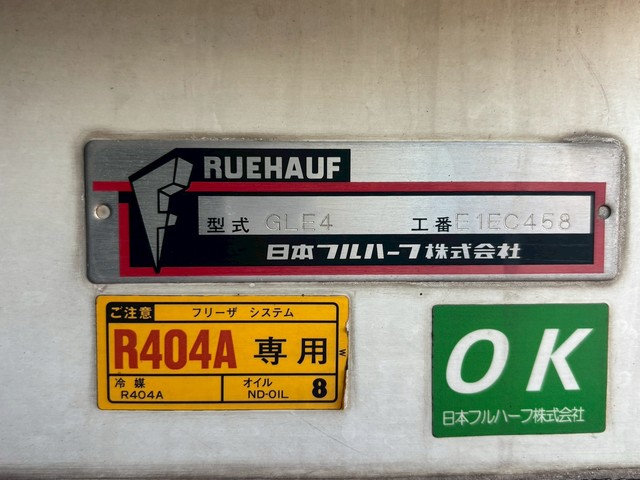 FRUEHAUF
型式 GLE4 工番 E1EC458
日本フルハーフ株式会社
ご注意 フリーザ システム
R404A 専用
冷媒 オイル
R404A ND-OIL 8
OK
日本フルハーフ株式会社